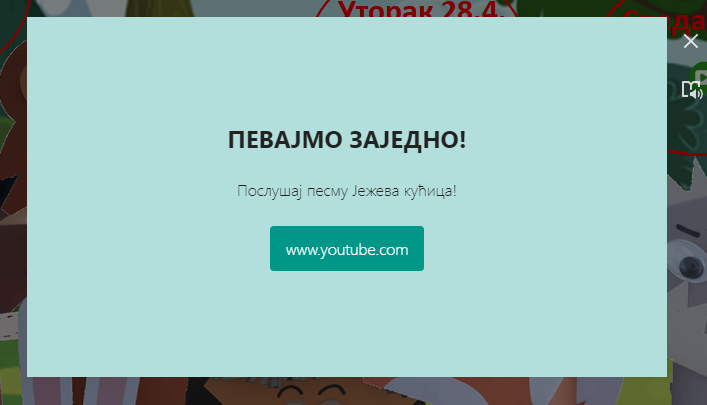 Уторак 28.4.
ПЕВАЈМО ЗАЈЕДНО!
Послушај песму Јежева кућица!
www.youtube.com